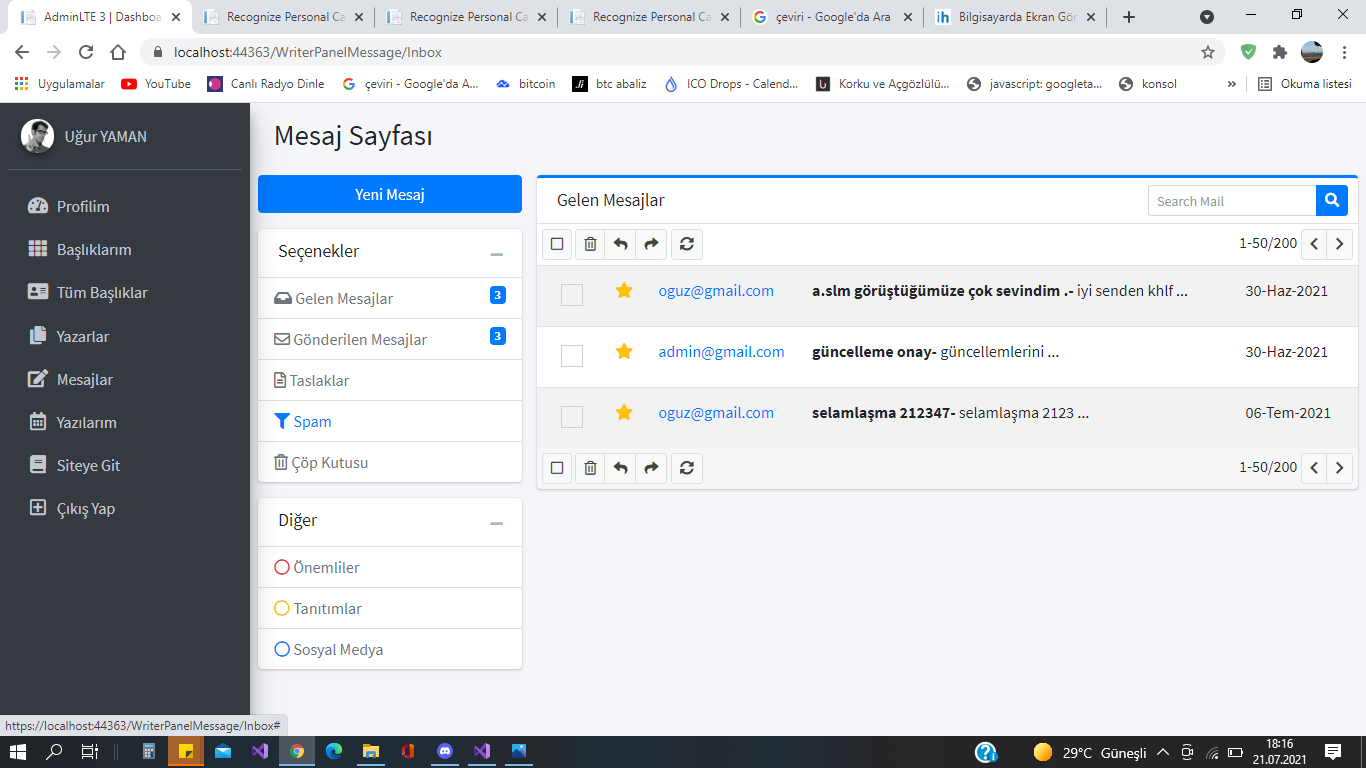 AdminLTE 3 | Dashboa
Recognize Personal Ca
Recognize Personal Ca
Recognize Personal Ca
çeviri - Google'da Ara
Bilgisayarda Ekran Gör
localhost:44363/WriterPanelMessage/Inbox
Uygulamalar
YouTube
Canlı Radyo Dinle
çeviri - Google'da A...
bitcoin
btc abaliz
ICO Drops - Calend...
Korku ve Açgözlülü...
javascript: googleta...
konsol
»
Okuma listesi
Uğur YAMAN
Profilim
Başlıklarım
Tüm Başlıklar
Yazarlar
Mesajlar
Yazılarım
Siteye Git
Çıkış Yap
Mesaj Sayfası
Yeni Mesaj
Seçenekler
Gelen Mesajlar 3
Gönderilen Mesajlar 3
Taslaklar
Spam
Çöp Kutusu
Diğer
Önemliler
Tanıtımlar
Sosyal Medya
Gelen Mesajlar
Search Mail
1-50/200
oguz@gmail.com a.slm görüştüğümüze çok sevindim .- iyi senden khlf ... 30-Haz-2021
admin@gmail.com güncelleme onay- güncellemlerini ... 30-Haz-2021
oguz@gmail.com selamlaşma 212347- selamlaşma 2123 ... 06-Tem-2021
1-50/200
https://localhost:44363/WriterPanelMessage/Inbox#
29°C Güneşli
18:16
21.07.2021